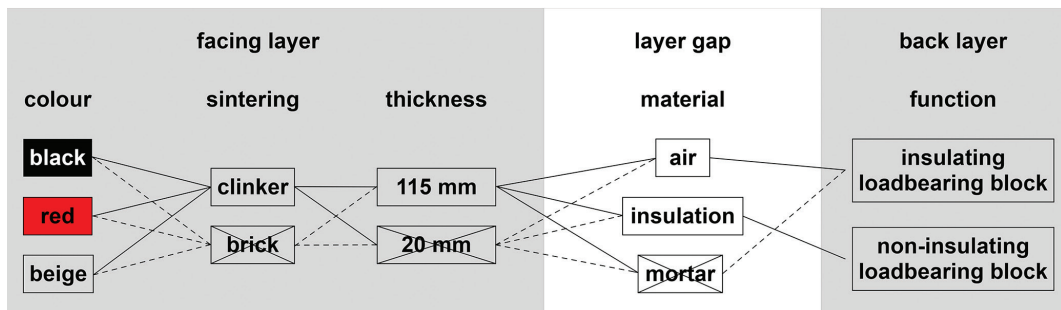 facing layer
layer gap
back layer
colour
sintering
thickness
material
function
black
clinker
115 mm
air
insulating
loadbearing block
red
brick
20 mm
insulation
non-insulating
loadbearing block
beige
mortar